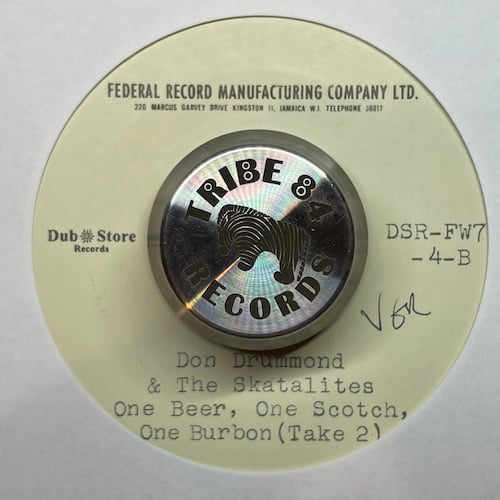 FEDERAL RECORD MANUFACTURING COMPANY LTD.
220 MARCUS GARVEY DRIVE KINGSTON 11, JAMAICA W.I. TELEPHONE 36817
TRIBE 84
RECORDS
Dub Store
Records
DSR-FW7
-4-B
Don Drummond
& The Skatalites
One Beer, One Scotch,
One Burbon(Take 2)